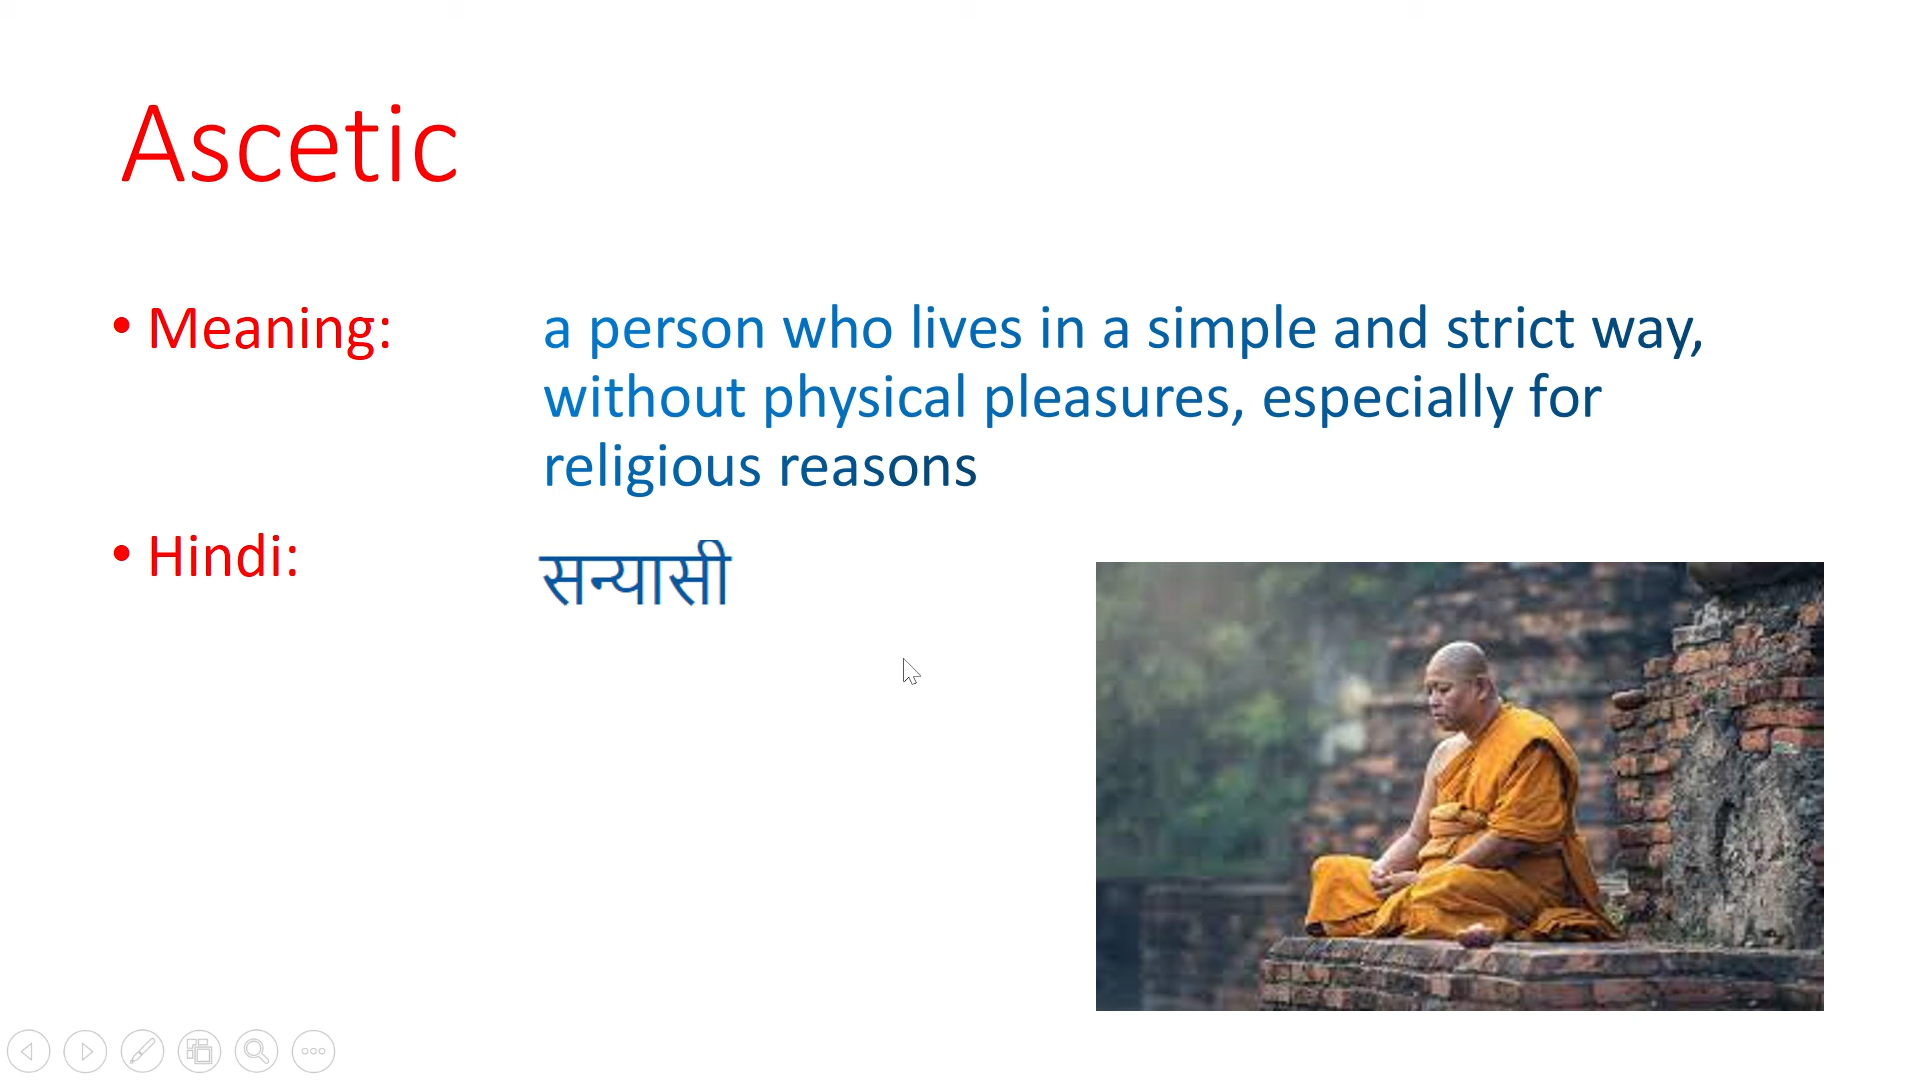 Ascetic
• Meaning: a person who lives in a simple and strict way,
without physical pleasures, especially for
religious reasons
• Hindi: सन्यासी